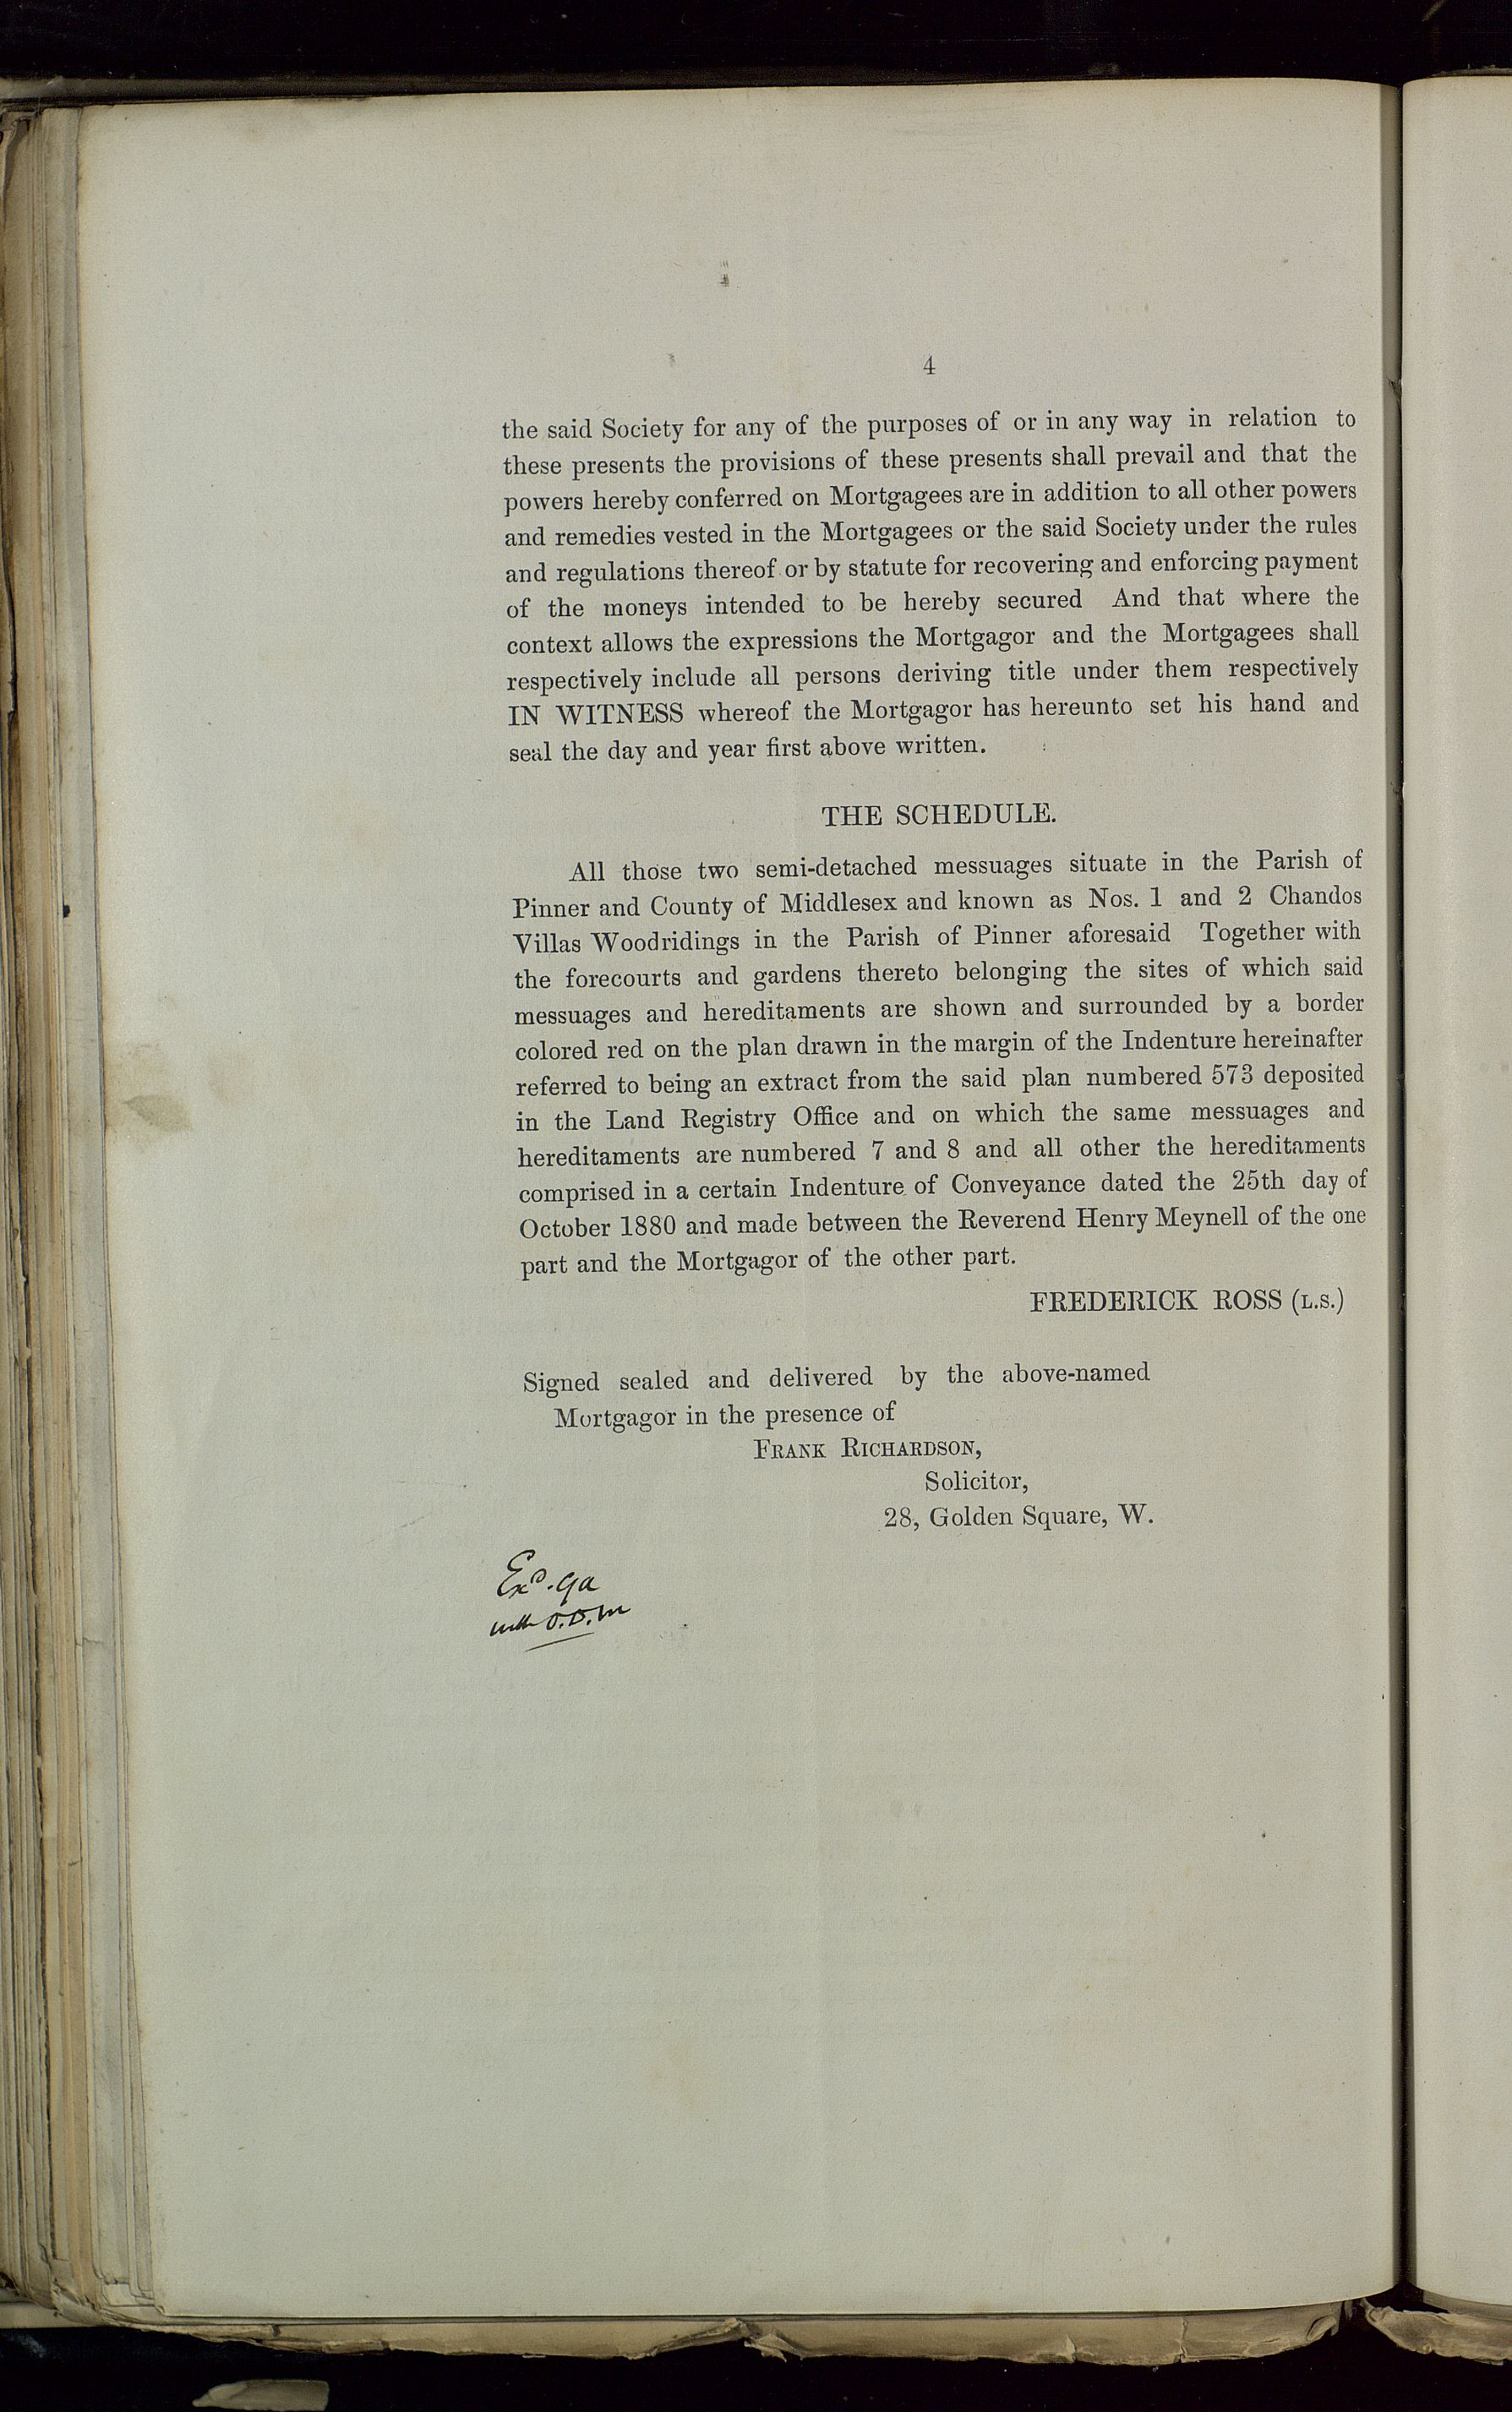 4
the said Society for any of the purposes of or in any way in relation to
these presents the provisions of these presents shall prevail and that the
powers hereby conferred on Mortgagees are in addition to all other powers
and remedies vested in the Mortgagees or the said Society under the rules
and regulations thereof or by statute for recovering and enforcing payment
of the moneys intended to be hereby secured And that where the
context allows the expressions the Mortgagor and the Mortgagees shall
respectively include all persons deriving title under them respectively
IN WITNESS whereof the Mortgagor has hereunto set his hand and
seal the day and year first above written.
THE SCHEDULE.
All those two semi-detached messuages situate in the Parish of
Pinner and County of Middlesex and known as Nos. 1 and 2 Chandos
Villas Woodridings in the Parish of Pinner aforesaid Together with
the forecourts and gardens thereto belonging the sites of which said
messuages and hereditaments are shown and surrounded by a border
colored red on the plan drawn in the margin of the Indenture hereinafter
referred to being an extract from the said plan numbered 573 deposited
in the Land Registry Office and on which the same messuages and
hereditaments are numbered 7 and 8 and all other the hereditaments
comprised in a certain Indenture of Conveyance dated the 25th day of
October 1880 and made between the Reverend Henry Meynell of the one
part and the Mortgagor of the other part.
FREDERICK ROSS (L.S.)
Signed sealed and delivered by the above-named
Mortgagor in the presence of
FRANK RICHARDSON,
Solicitor,
28, Golden Square, W.
Exd.
with